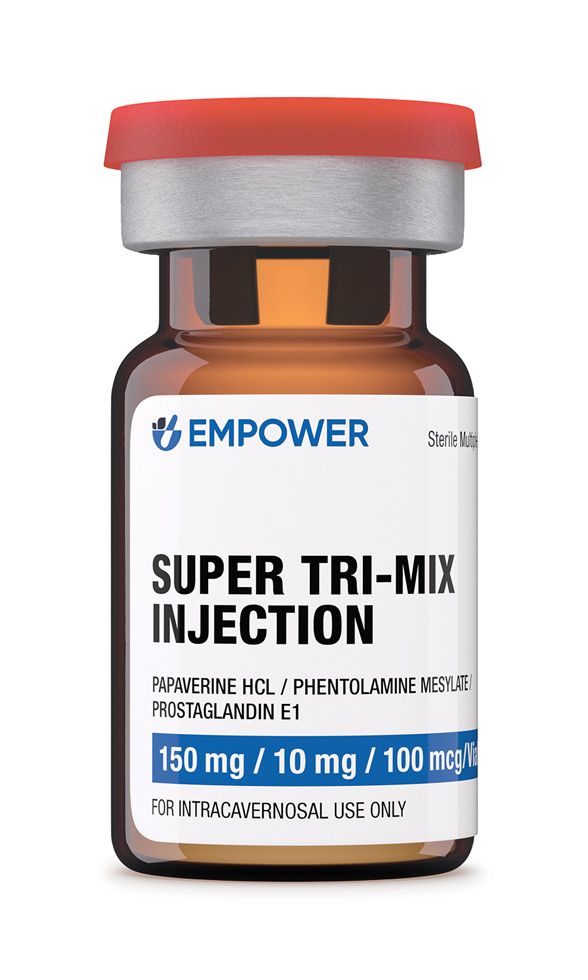 EMPOWER
Sterile
SUPER TRI-MIX
INJECTION
PAPAVERINE HCL / PHENTOLAMINE MESYLATE /
PROSTAGLANDIN E1
150 mg / 10 mg / 100 mcg/
FOR INTRACAVERNOSAL USE ONLY